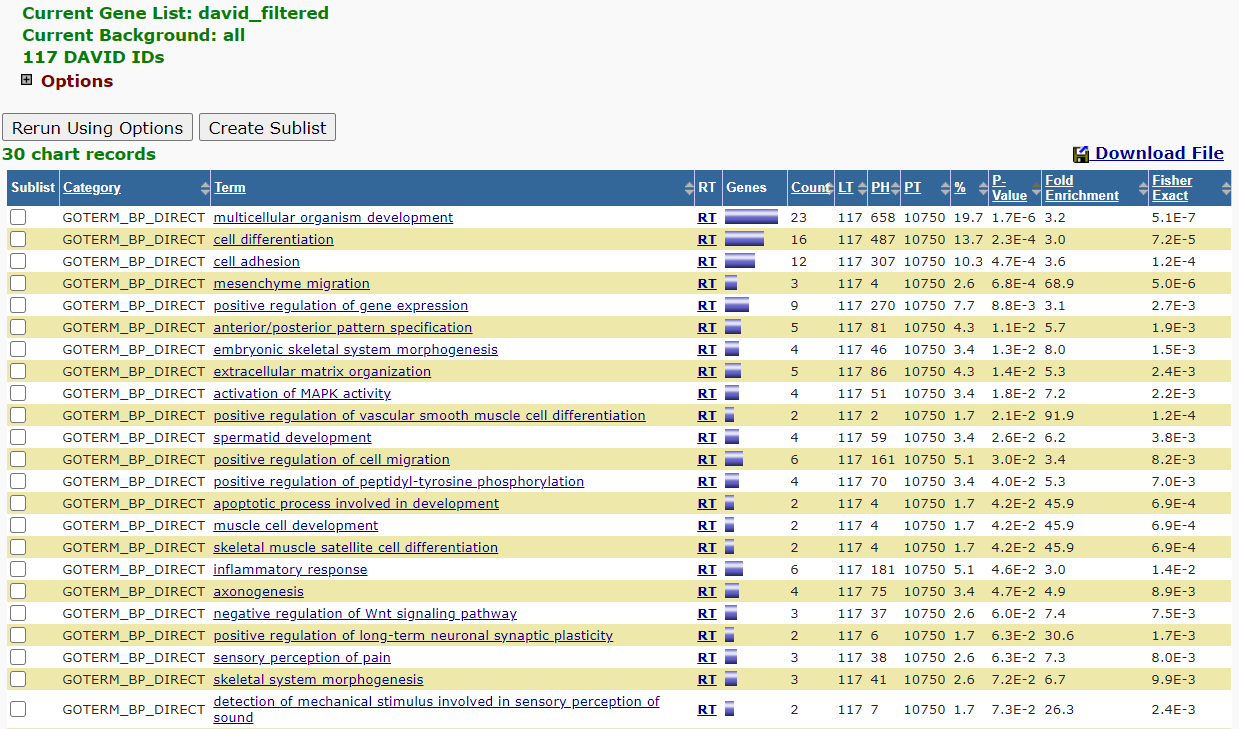 Current Gene List: david_filtered
Current Background: all
117 DAVID IDs
Options
Rerun Using Options Create Sublist
30 chart records Download File
Sublist Category Term RT Genes Count LT PH PT % P-Value Fold Enrichment Fisher Exact
GOTERM_BP_DIRECT multicellular organism development RT 23 117 658 10750 19.7 1.7E-6 3.2 5.1E-7
GOTERM_BP_DIRECT cell differentiation RT 16 117 487 10750 13.7 2.3E-4 3.0 7.2E-5
GOTERM_BP_DIRECT cell adhesion RT 12 117 307 10750 10.3 4.7E-4 3.6 1.2E-4
GOTERM_BP_DIRECT mesenchyme migration RT 3 117 4 10750 2.6 6.8E-4 68.9 5.0E-6
GOTERM_BP_DIRECT positive regulation of gene expression RT 9 117 270 10750 7.7 8.8E-3 3.1 2.7E-3
GOTERM_BP_DIRECT anterior/posterior pattern specification RT 5 117 81 10750 4.3 1.1E-2 5.7 1.9E-3
GOTERM_BP_DIRECT embryonic skeletal system morphogenesis RT 4 117 46 10750 3.4 1.3E-2 8.0 1.5E-3
GOTERM_BP_DIRECT extracellular matrix organization RT 5 117 86 10750 4.3 1.4E-2 5.3 2.4E-3
GOTERM_BP_DIRECT activation of MAPK activity RT 4 117 51 10750 3.4 1.8E-2 7.2 2.2E-3
GOTERM_BP_DIRECT positive regulation of vascular smooth muscle cell differentiation RT 2 117 2 10750 1.7 2.1E-2 91.9 1.2E-4
GOTERM_BP_DIRECT spermatid development RT 4 117 59 10750 3.4 2.6E-2 6.2 3.8E-3
GOTERM_BP_DIRECT positive regulation of cell migration RT 6 117 161 10750 5.1 3.0E-2 3.4 8.2E-3
GOTERM_BP_DIRECT positive regulation of peptidyl-tyrosine phosphorylation RT 4 117 70 10750 3.4 4.0E-2 5.3 7.0E-3
GOTERM_BP_DIRECT apoptotic process involved in development RT 2 117 4 10750 1.7 4.2E-2 45.9 6.9E-4
GOTERM_BP_DIRECT muscle cell development RT 2 117 4 10750 1.7 4.2E-2 45.9 6.9E-4
GOTERM_BP_DIRECT skeletal muscle satellite cell differentiation RT 2 117 4 10750 1.7 4.2E-2 45.9 6.9E-4
GOTERM_BP_DIRECT inflammatory response RT 6 117 181 10750 5.1 4.6E-2 3.0 1.4E-2
GOTERM_BP_DIRECT axonogenesis RT 4 117 75 10750 3.4 4.7E-2 4.9 8.9E-3
GOTERM_BP_DIRECT negative regulation of Wnt signaling pathway RT 3 117 37 10750 2.6 6.0E-2 7.4 7.5E-3
GOTERM_BP_DIRECT positive regulation of long-term neuronal synaptic plasticity RT 2 117 6 10750 1.7 6.3E-2 30.6 1.7E-3
GOTERM_BP_DIRECT sensory perception of pain RT 3 117 38 10750 2.6 6.3E-2 7.3 8.0E-3
GOTERM_BP_DIRECT skeletal system morphogenesis RT 3 117 41 10750 2.6 7.2E-2 6.7 9.9E-3
GOTERM_BP_DIRECT detection of mechanical stimulus involved in sensory perception of
sound RT 2 117 7 10750 1.7 7.3E-2 26.3 2.4E-3